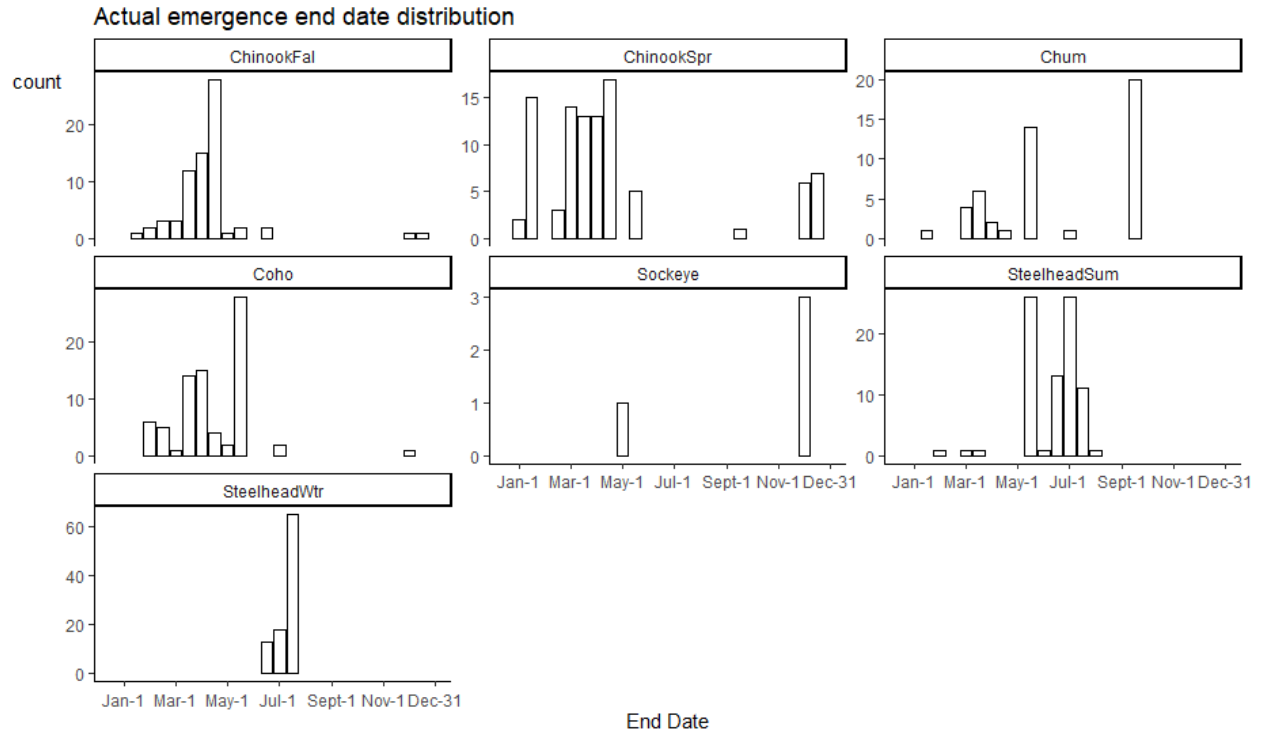 Actual emergence end date distribution
count
ChinookFal
ChinookSpr
Chum
20
10
0
15
10
5
0
20
15
10
5
0
Coho
Sockeye
SteelheadSum
20
10
0
3
2
1
0
20
10
0
Jan-1 Mar-1 May-1 Jul-1 Sept-1 Nov-1 Dec-31
Jan-1 Mar-1 May-1 Jul-1 Sept-1 Nov-1 Dec-31
SteelheadWtr
60
40
20
0
Jan-1 Mar-1 May-1 Jul-1 Sept-1 Nov-1 Dec-31
End Date